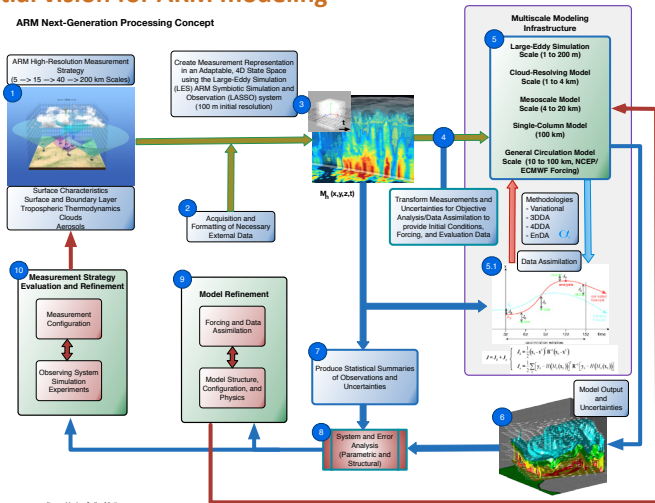 ARM Next-Generation Processing Concept
ARM High-Resolution Measurement
Strategy
(5 —> 15 —> 40 —> 200 km Scales)
1
Surface Characteristics
Surface and Boundary Layer
Tropospheric Thermodynamics
Clouds
Aerosols
Create Measurement Representation
in an Adaptable, 4D State Space
using the Large-Eddy Simulation
(LES) ARM Symbiotic Simulation and
Observation (LASSO) system
(100 m initial resolution)
2
Acquisition and
Formatting of Necessary
External Data
3
t
M (x,y,z,t)
4
Transform Measurements and
Uncertainties for Objective
Analysis/Data Assimilation to
provide Initial Conditions,
Forcing, and Evaluation Data
Multiscale Modeling
Infrastructure
5
Large-Eddy Simulation
Scale (1 to 200 m)
Cloud-Resolving Model
Scale (1 to 4 km)
Mesoscale Model
Scale (4 to 20 km)
Single-Column Model
(100 km)
General Circulation Model
Scale (10 to 100 km, NCEP/
ECMWF Forcing)
Methodologies
- Variational
- 3DDA
- 4DDA
- EnDA
α
Data Assimilation
5.1
Model Output
and
Uncertainties
6
7
Produce Statistical Summaries
of Observations and
Uncertainties
8
System and Error
Analysis
(Parametric and
Structural)
9
Model Refinement
Forcing and Data
Assimilation
Model Structure,
Configuration, and
Physics
10
Measurement Strategy
Evaluation and Refinement
Measurement
Configuration
Observing System
Simulation
Experiments